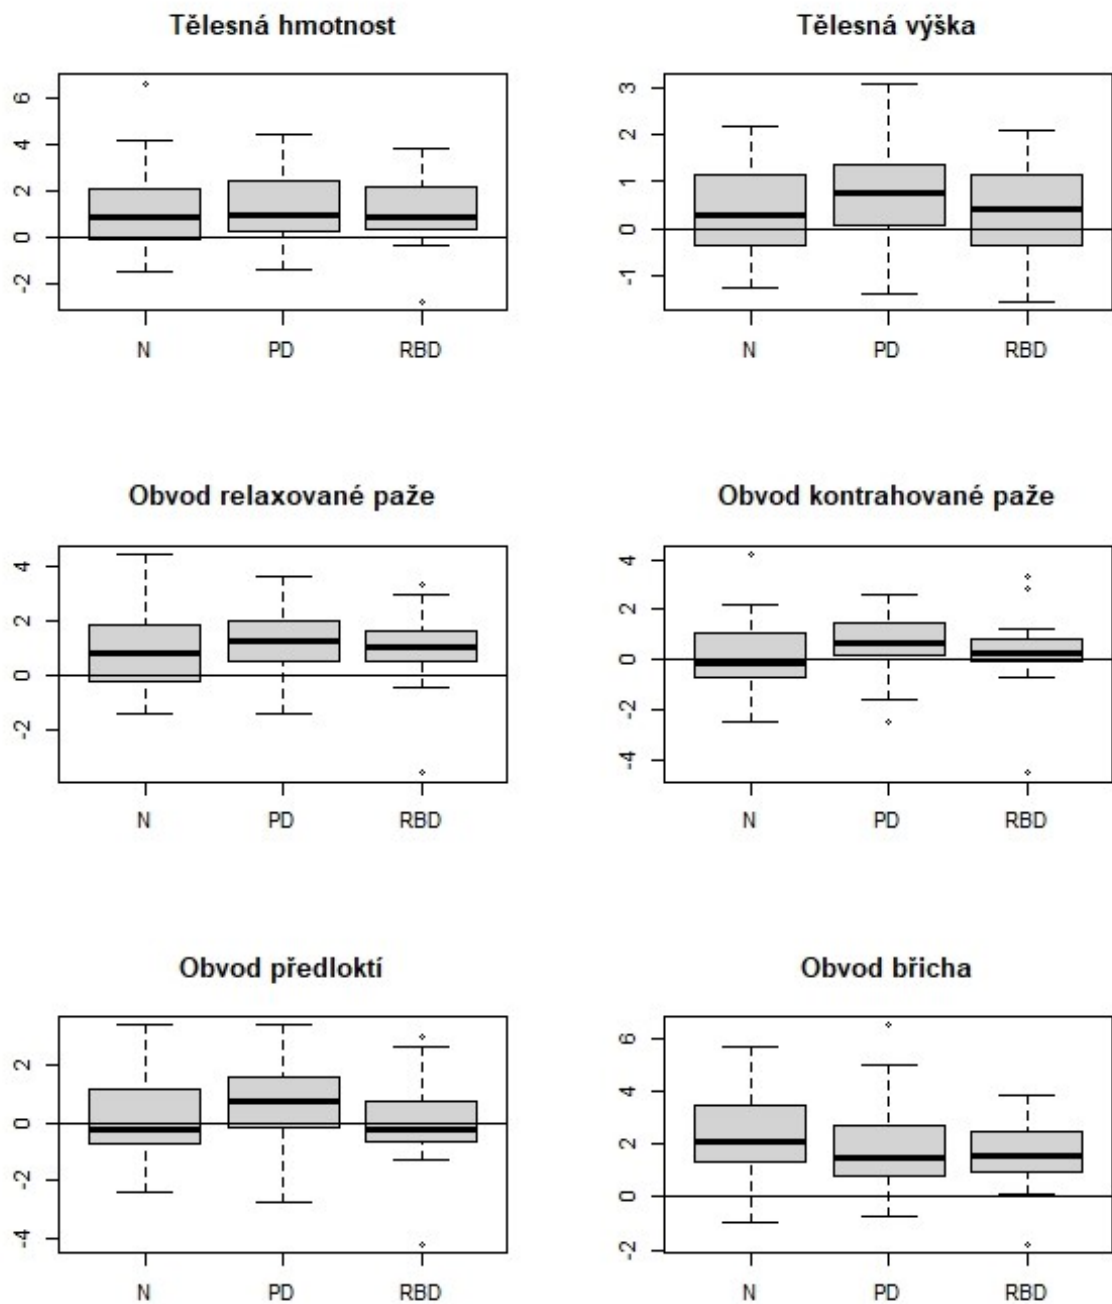 Tělesná hmotnost
6
4
2
0
-2
N PD RBD
Tělesná výška
3
2
1
0
-1
N PD RBD
Obvod relaxované paže
4
2
0
-2
N PD RBD
Obvod kontrahované paže
4
2
0
-2
-4
N PD RBD
Obvod předloktí
2
0
-2
-4
N PD RBD
Obvod břicha
6
4
2
0
-2
N PD RBD